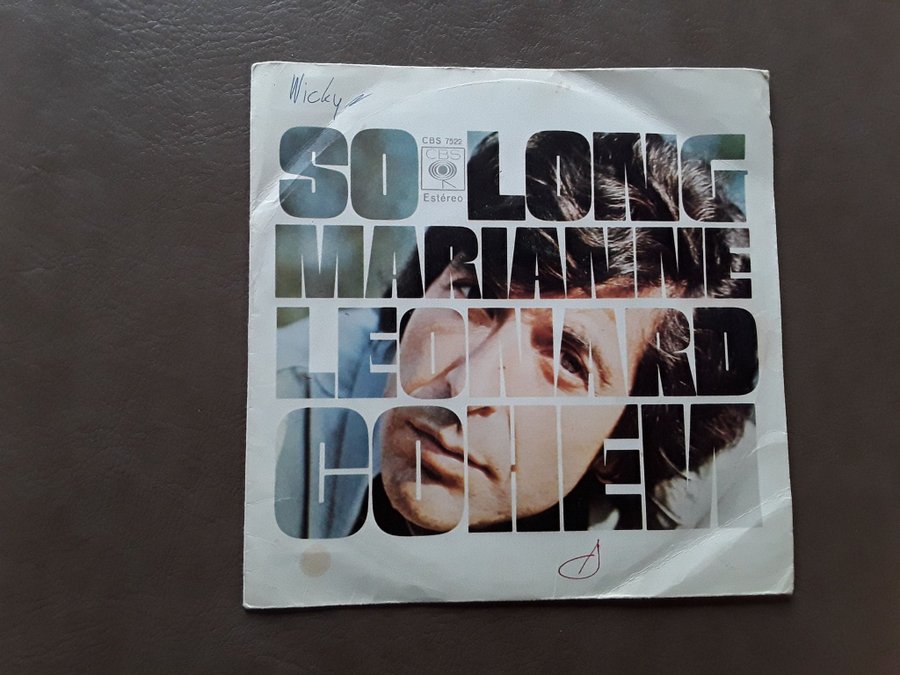 Wicky
CBS 7522
CBS
Estéreo
SO LONG
MARIANNE
LEONARD
COHEN